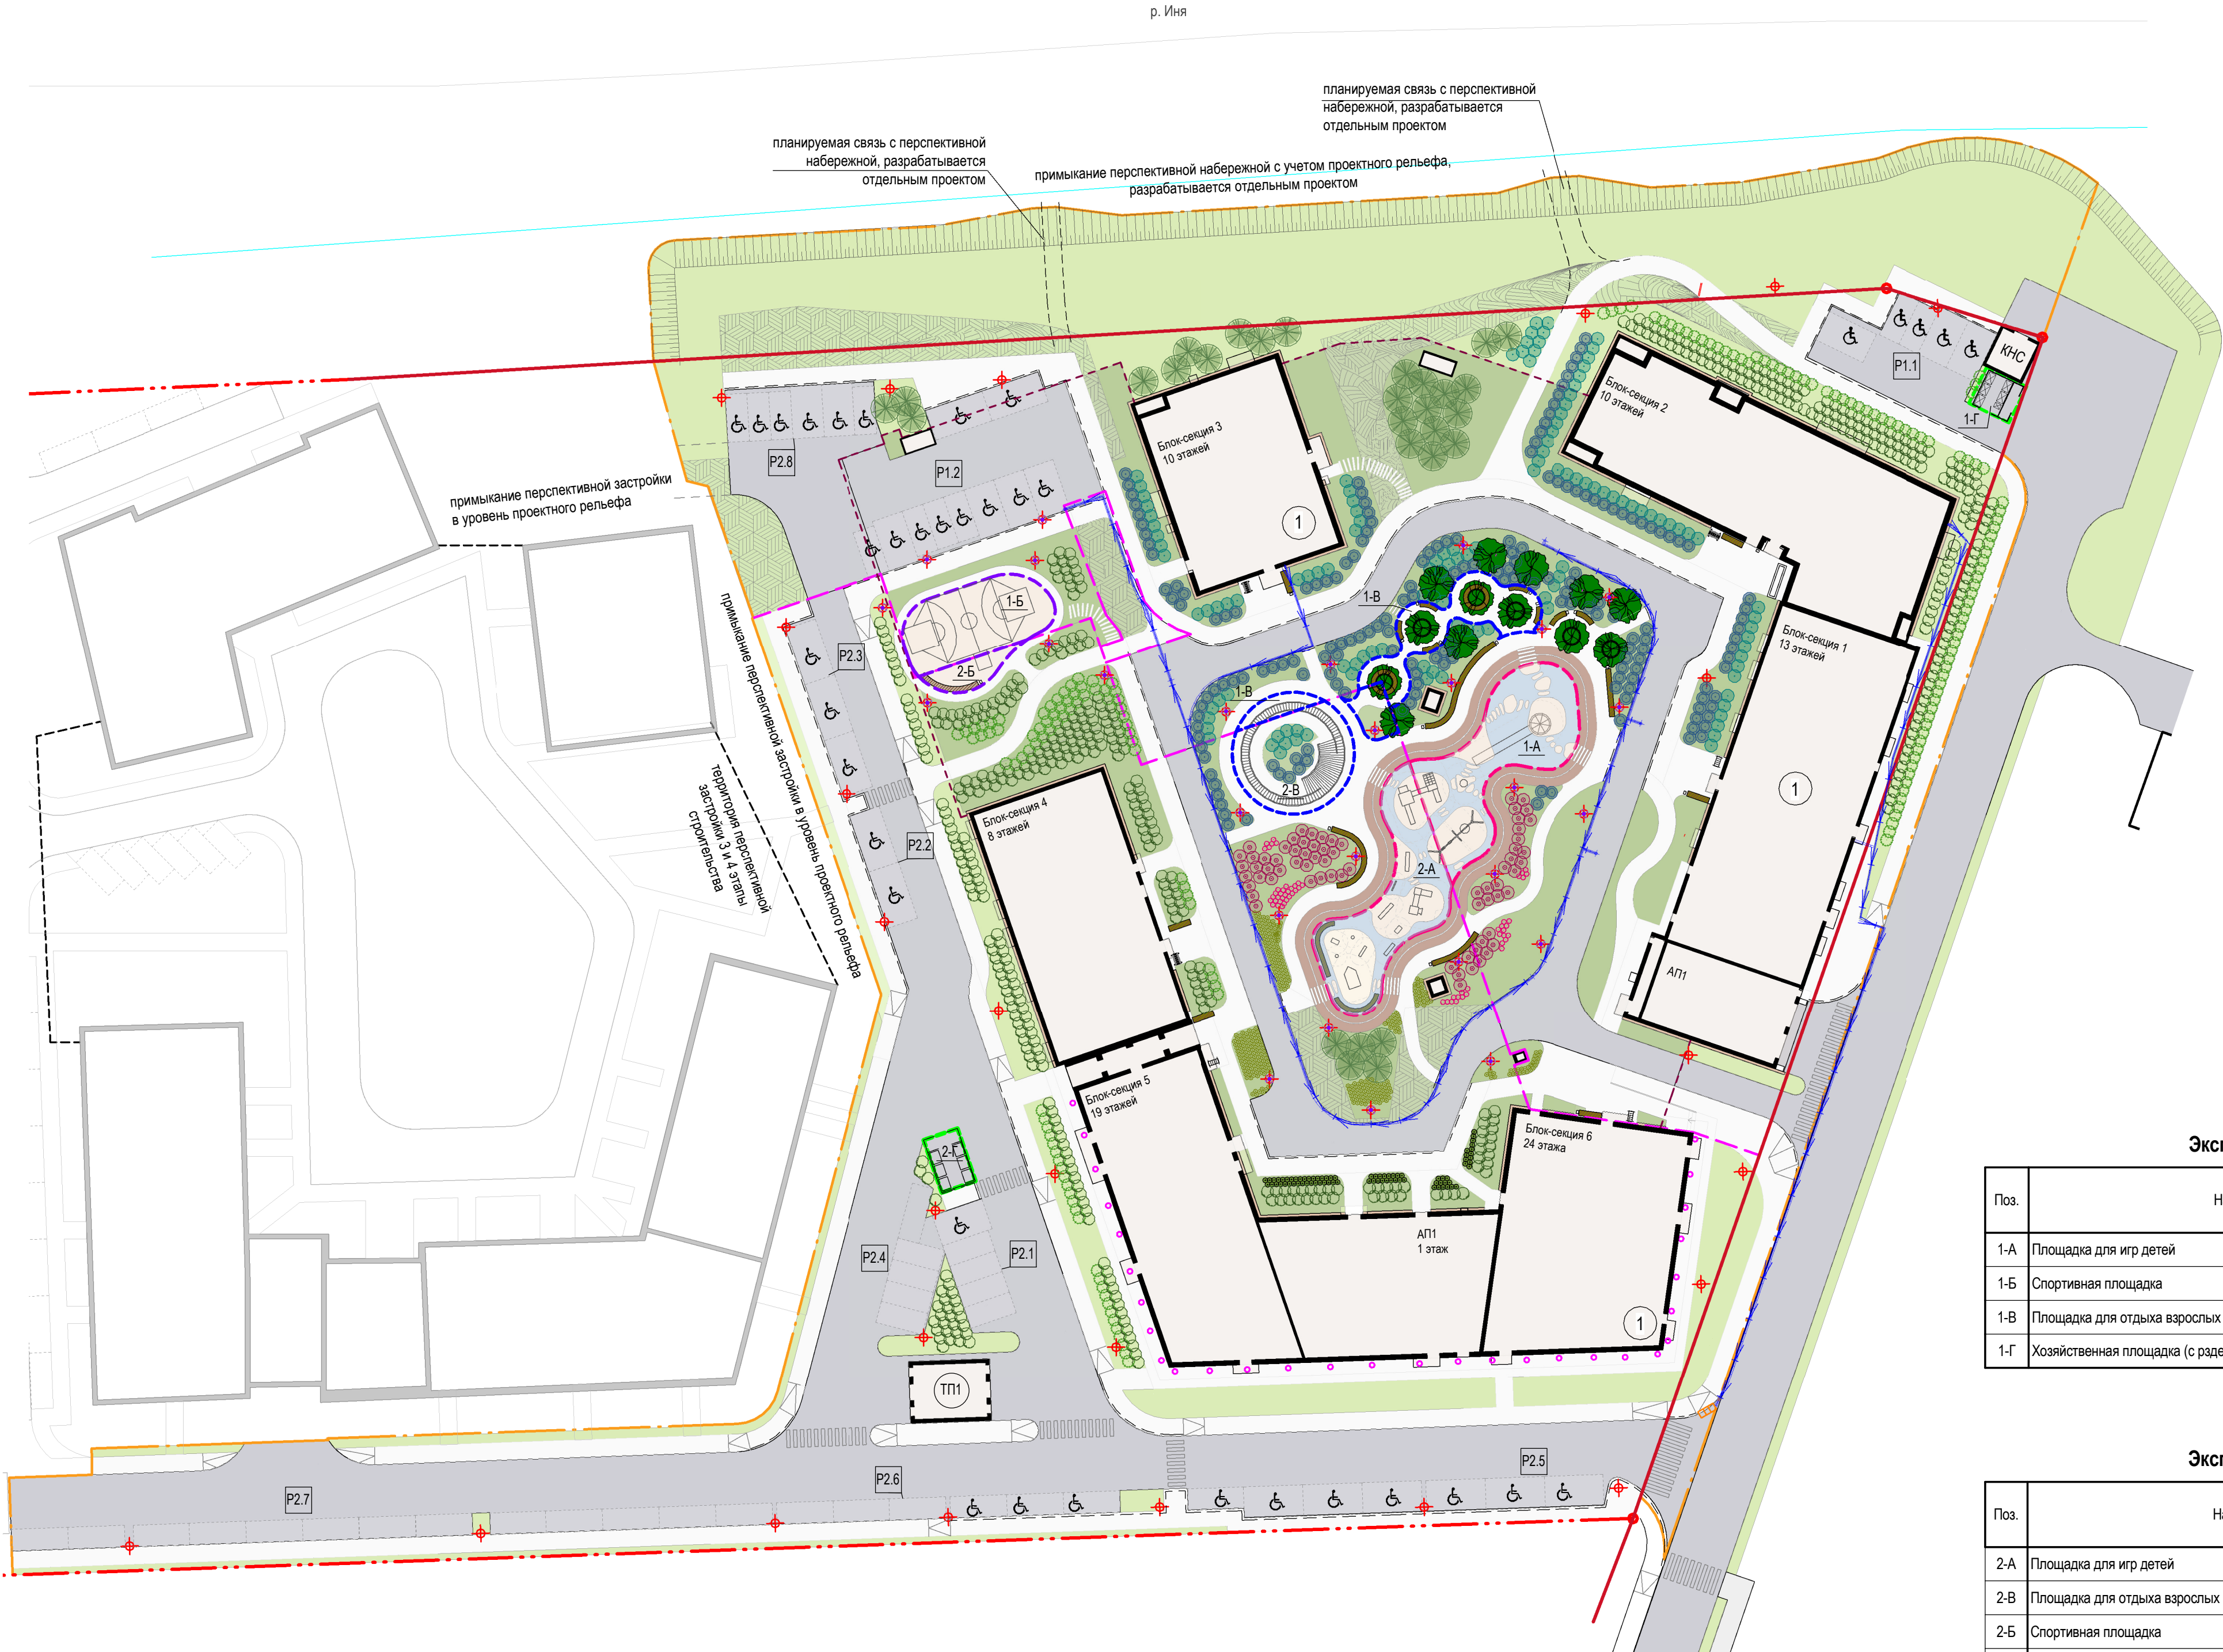 р. Иня
планируемая связь с перспективной
набережной, разрабатывается
отдельным проектом
планируемая связь с перспективной
набережной, разрабатывается
отдельным проектом
примыкание перспективной набережной с учетом проектного рельефа,
разрабатывается отдельным проектом
КНС
Р1.1
1-Г
Блок-секция 2
10 этажей
Блок-секция 3
10 этажей
1
Р2.8
Р1.2
примыкание перспективной застройки
в уровень проектного рельефа
1-Б
2-Б
1-В
Р2.3
примыкание перспективной застройки в уровень проектного рельефа
Блок-секция 1
13 этажей
1
1-В
1-А
2-В
территория перспективной
застройки 3 и 4 этапы
строительства
Блок-секция 4
8 этажей
Р2.2
2-А
АП1
Блок-секция 5
19 этажей
Блок-секция 6
24 этажа
2-Г
Р2.4
Р2.1
АП1
1 этаж
1
ТП1
Р2.5
Р2.6
Р2.7
Экс
Поз.
Н
1-А Площадка для игр детей
1-Б Спортивная площадка
1-В Площадка для отдыха взрослых
1-Г Хозяйственная площадка (с рзде
Эксп
Поз.
На
2-А Площадка для игр детей
2-В Площадка для отдыха взрослых
2-Б Спортивная площадка